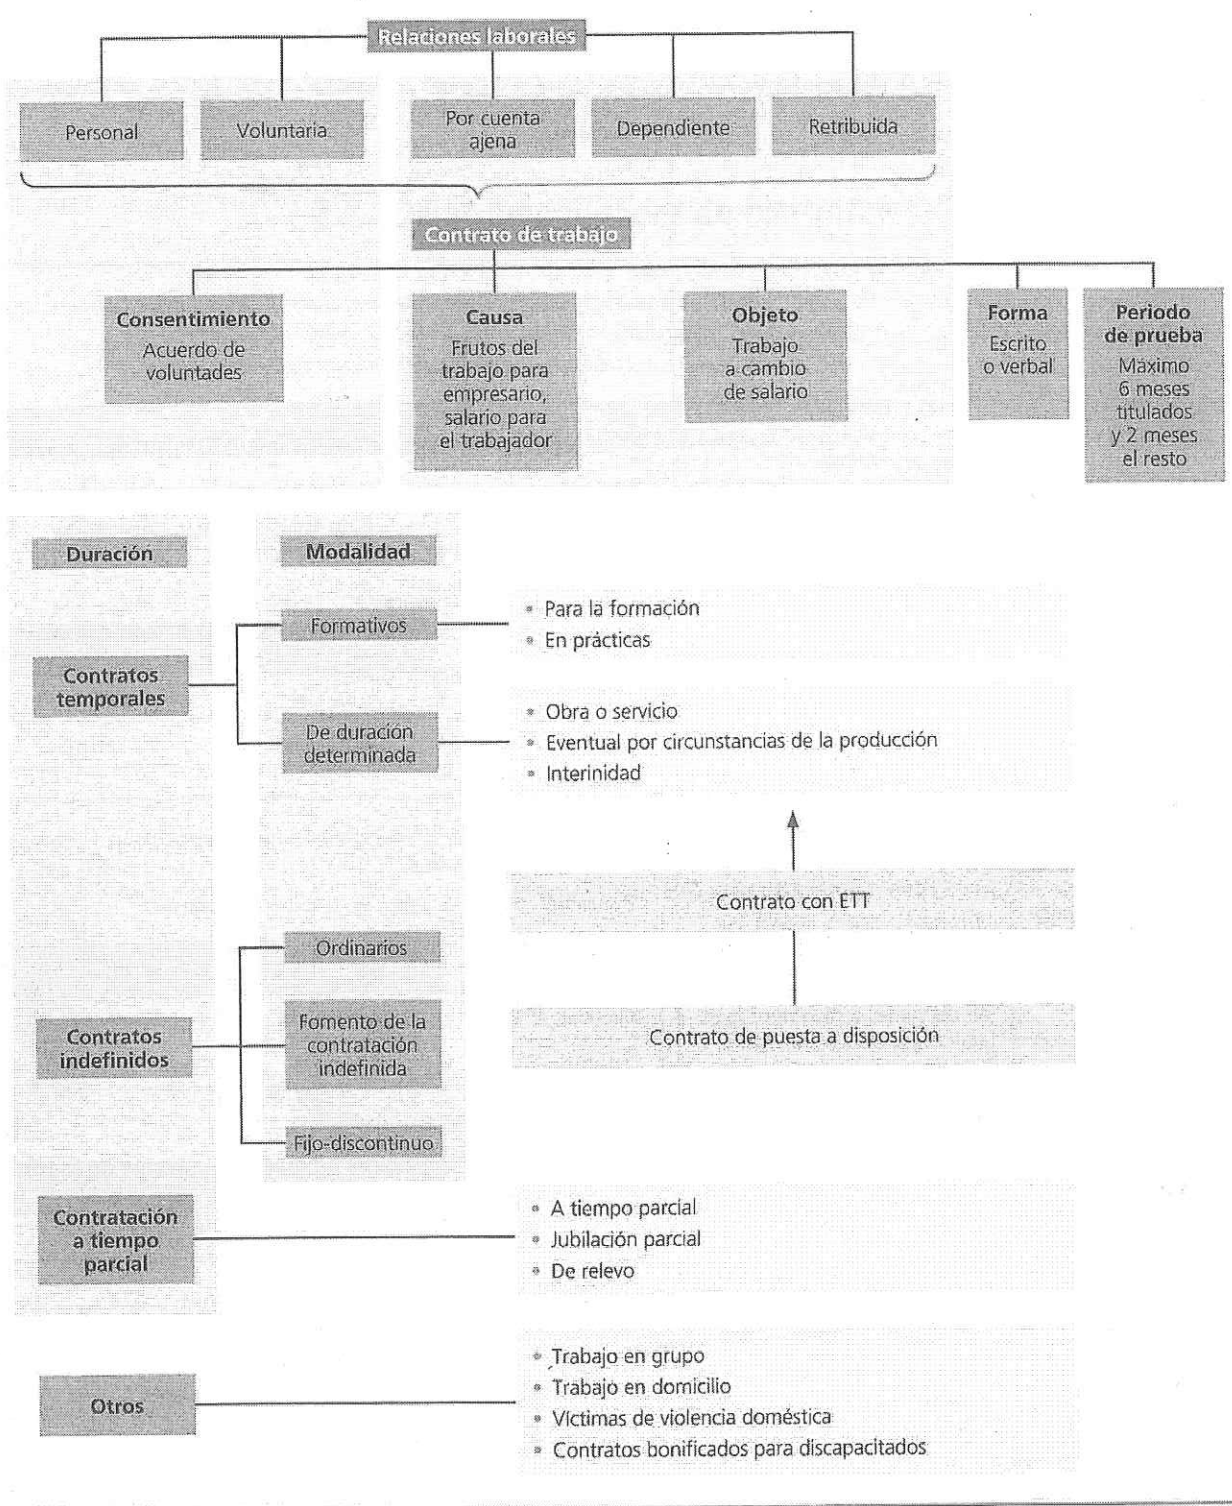 Relaciones laborales
Personal
Voluntaria
Por cuenta
ajena
Dependiente
Retribuida
Contrato de trabajo
Consentimiento
Acuerdo de
voluntades
Causa
Frutos del
trabajo para
empresario,
salario para
el trabajador
Objeto
Trabajo
a cambio
de salario
Forma
Escrito
o verbal
Periodo
de prueba
Máximo
6 meses
titulados
y 2 meses
el resto
Duración
Modalidad
Contratos
temporales
Formativos
• Para la formación
• En prácticas
De duración
determinada
• Obra o servicio
• Eventual por circunstancias de la producción
• Interinidad
Contrato con ETT
Contrato de puesta a disposición
Contratos
indefinidos
Ordinarios
Fomento de la
contratación
indefinida
Fijo-discontinuo
Contratación
a tiempo
parcial
• A tiempo parcial
• Jubilación parcial
• De relevo
Otros
• Trabajo en grupo
• Trabajo en domicilio
• Víctimas de violencia doméstica
• Contratos bonificados para discapacitados